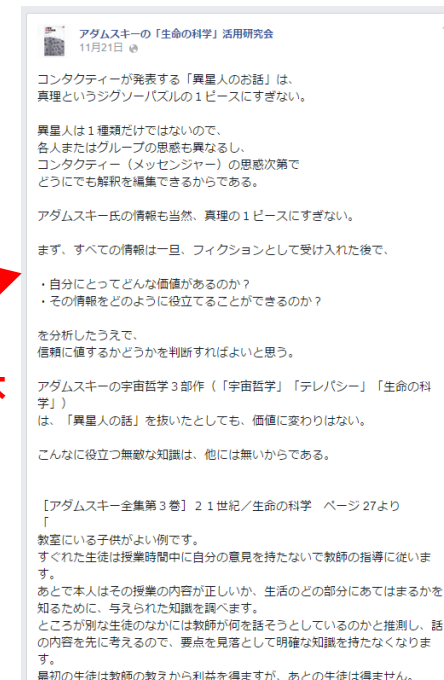 アダムスキーの「生命の科学」活用研究会
11月21日
コンタクティーが発表する「異星人のお話」は、
真理というジグソーパズルの１ピースにすぎない。
異星人は１種類だけではないので、
各人またはグループの思惑も異なるし、
コンタクティー（メッセンジャー）の思惑次第で
どうにでも解釈を編集できるからである。
アダムスキー氏の情報も当然、真理の１ピースにすぎない。
まず、すべての情報は一旦、フィクションとして受け入れた後で、
・自分にとってどんな価値があるのか？
・その情報をどのように役立てることができるのか？
を分析したうえで、
信頼に値するかどうかを判断すればよいと思う。
アダムスキーの宇宙哲学３部作（「宇宙哲学」「テレパシー」「生命の科
学」）
は、「異星人の話」を抜いたとしても、価値に変わりはない。
こんなに役立つ無敵な知識は、他には無いからである。
［アダムスキー全集第３巻］２１世紀／生命の科学　ページ 27より
「
教室にいる子供がよい例です。
すぐれた生徒は授業時間中に自分の意見を持たないで教師の指導に従いま
す。
あとで本人はその授業の内容が正しいか、生活のどの部分にあてはまるかを
知るために、与えられた知識を調べます。
ところが別な生徒のなかには教師が何を話そうとしているのかと推測し、話
の内容を先に考えるので、要点を見落として明確な知識を持たなくなりま
す。
最初の生徒は教師の教えから利益を得ますが、あとの生徒は得ません。